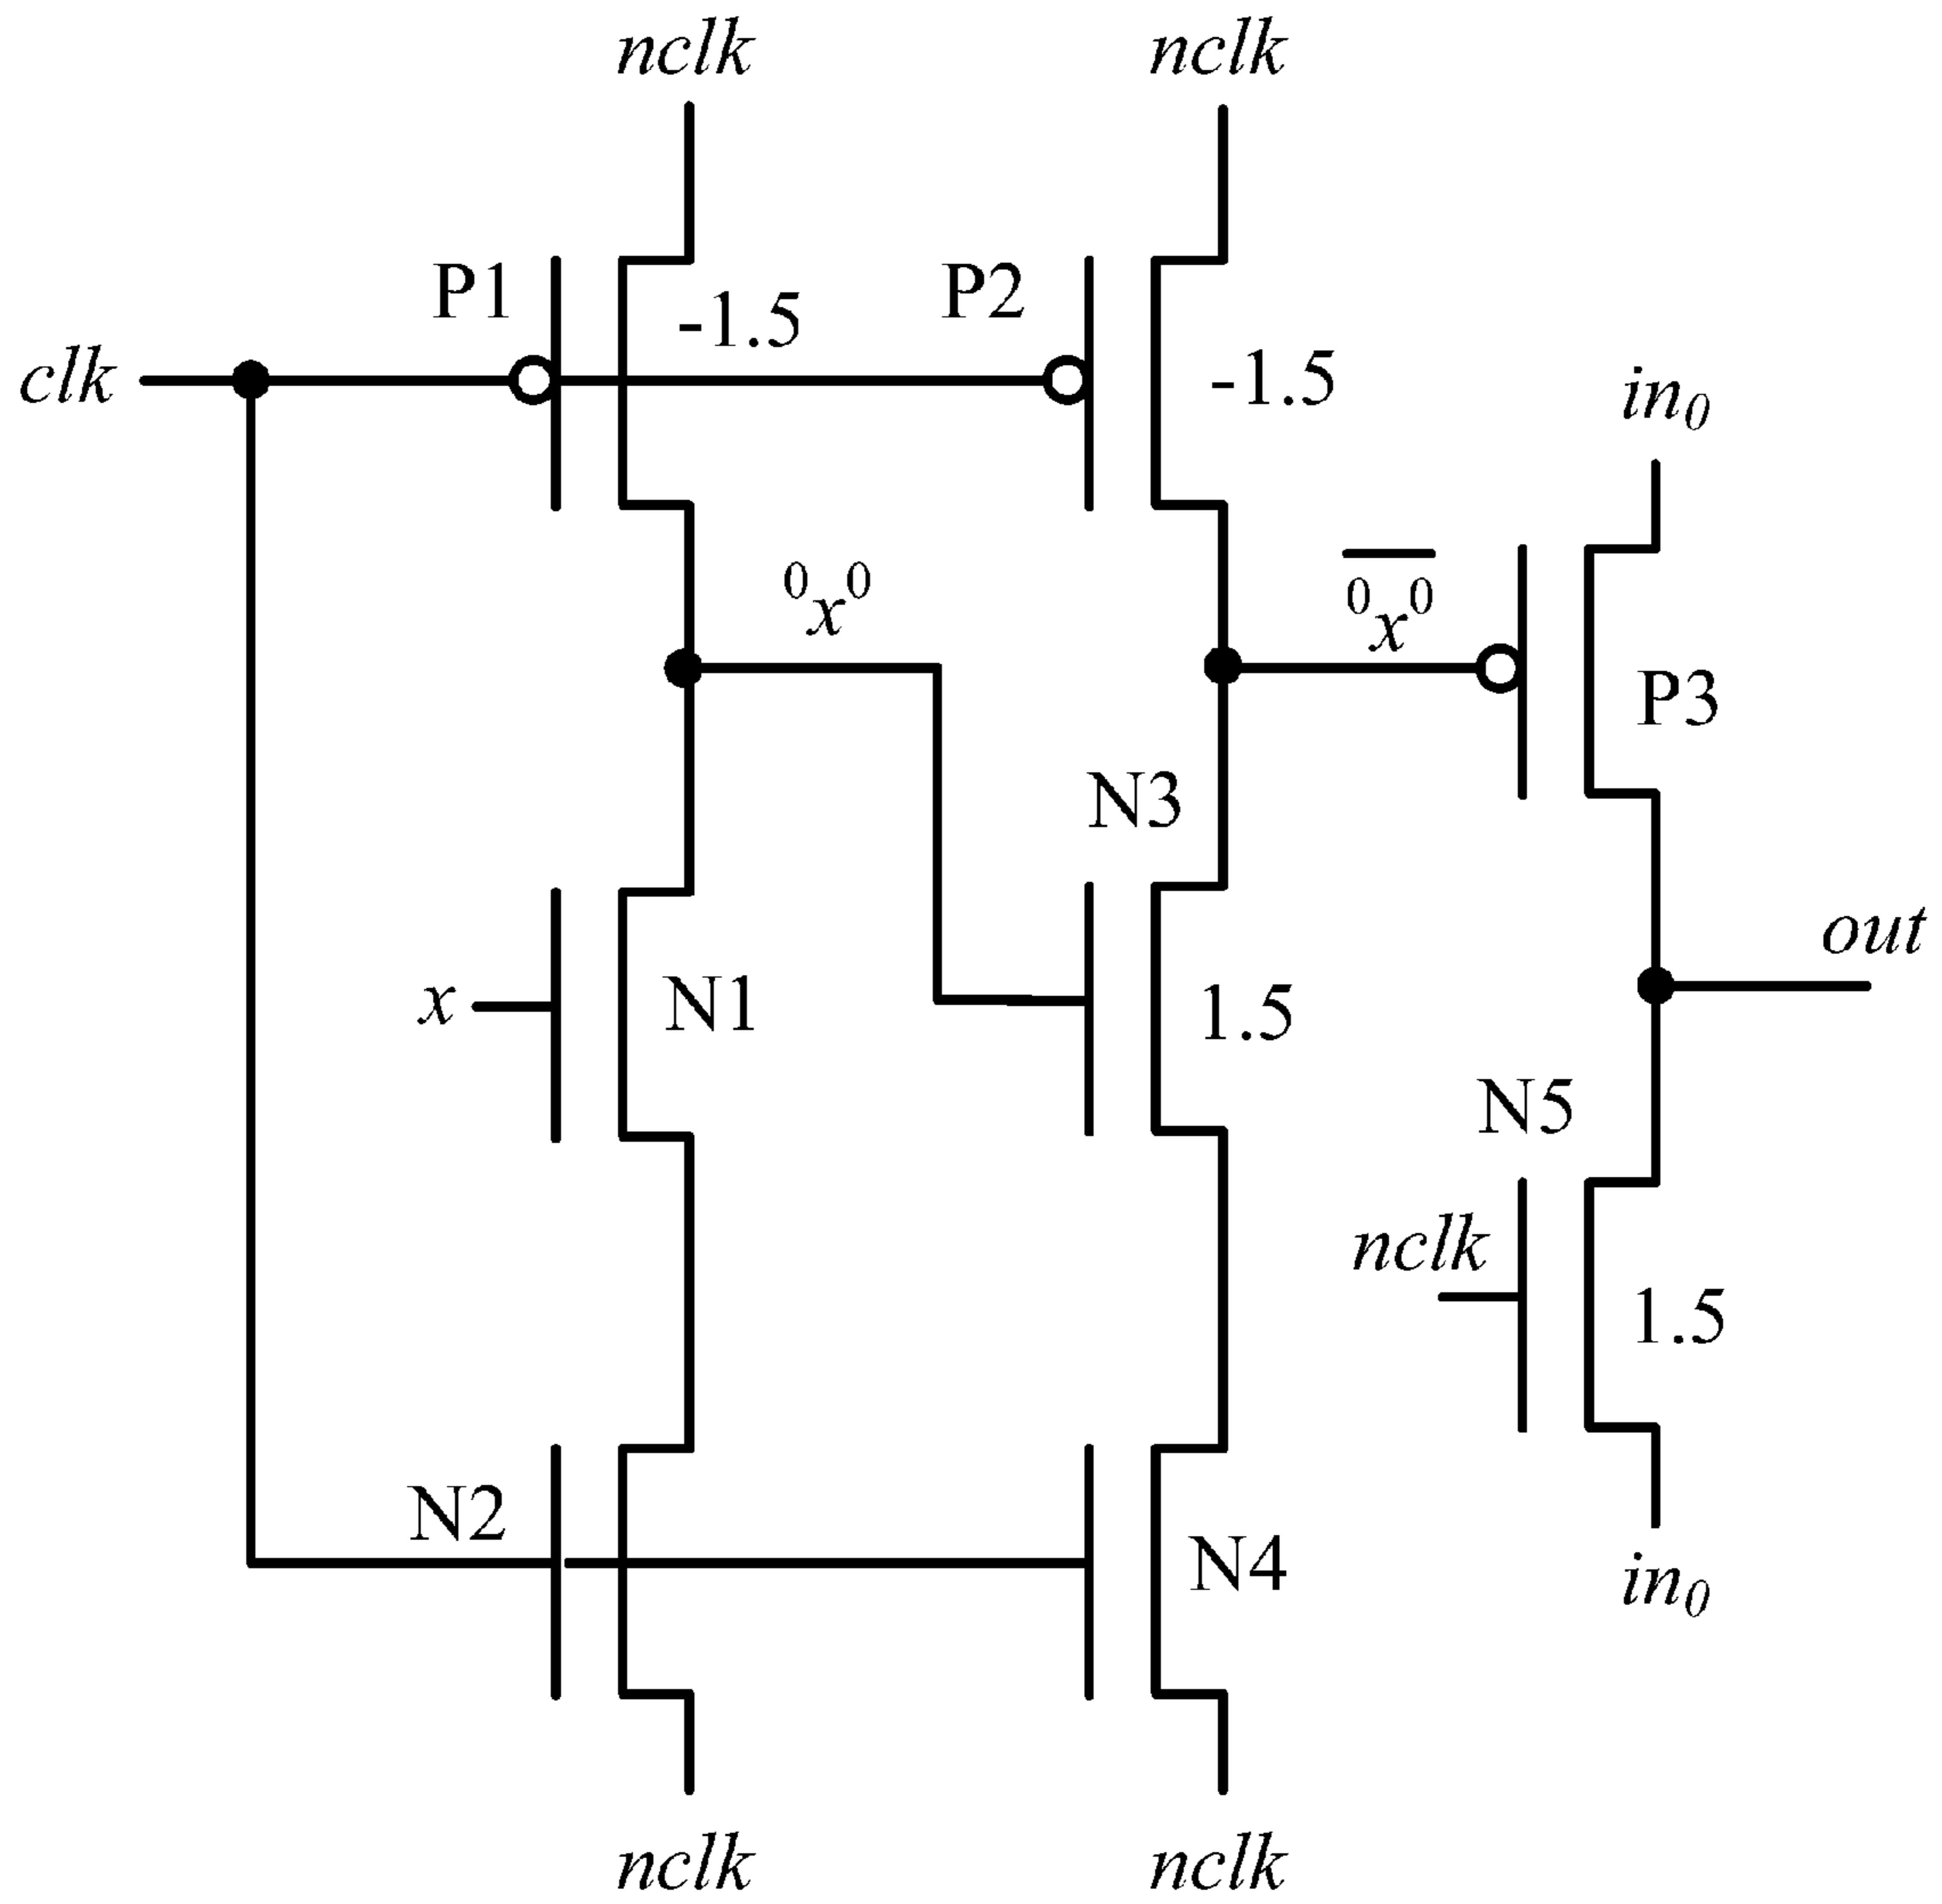 nclk nclk
P1 P2
-1.5
clk -1.5 in₀
⁰x⁰ ⁰x⁰
P3
N3
out
x N1 1.5
N5
nclk
1.5
N2
N4 in₀
nclk nclk